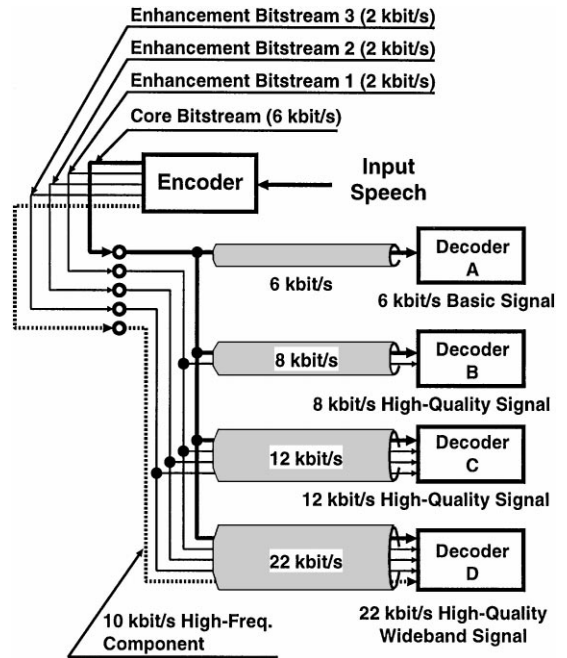 Enhancement Bitstream 3 (2 kbit/s)
Enhancement Bitstream 2 (2 kbit/s)
Enhancement Bitstream 1 (2 kbit/s)
Core Bitstream (6 kbit/s)
Encoder
Input
Speech
Decoder
A
6 kbit/s
6 kbit/s Basic Signal
8 kbit/s
Decoder
B
8 kbit/s High-Quality Signal
12 kbit/s
Decoder
C
12 kbit/s High-Quality Signal
22 kbit/s
Decoder
D
10 kbit/s High-Freq.
Component
22 kbit/s High-Quality
Wideband Signal